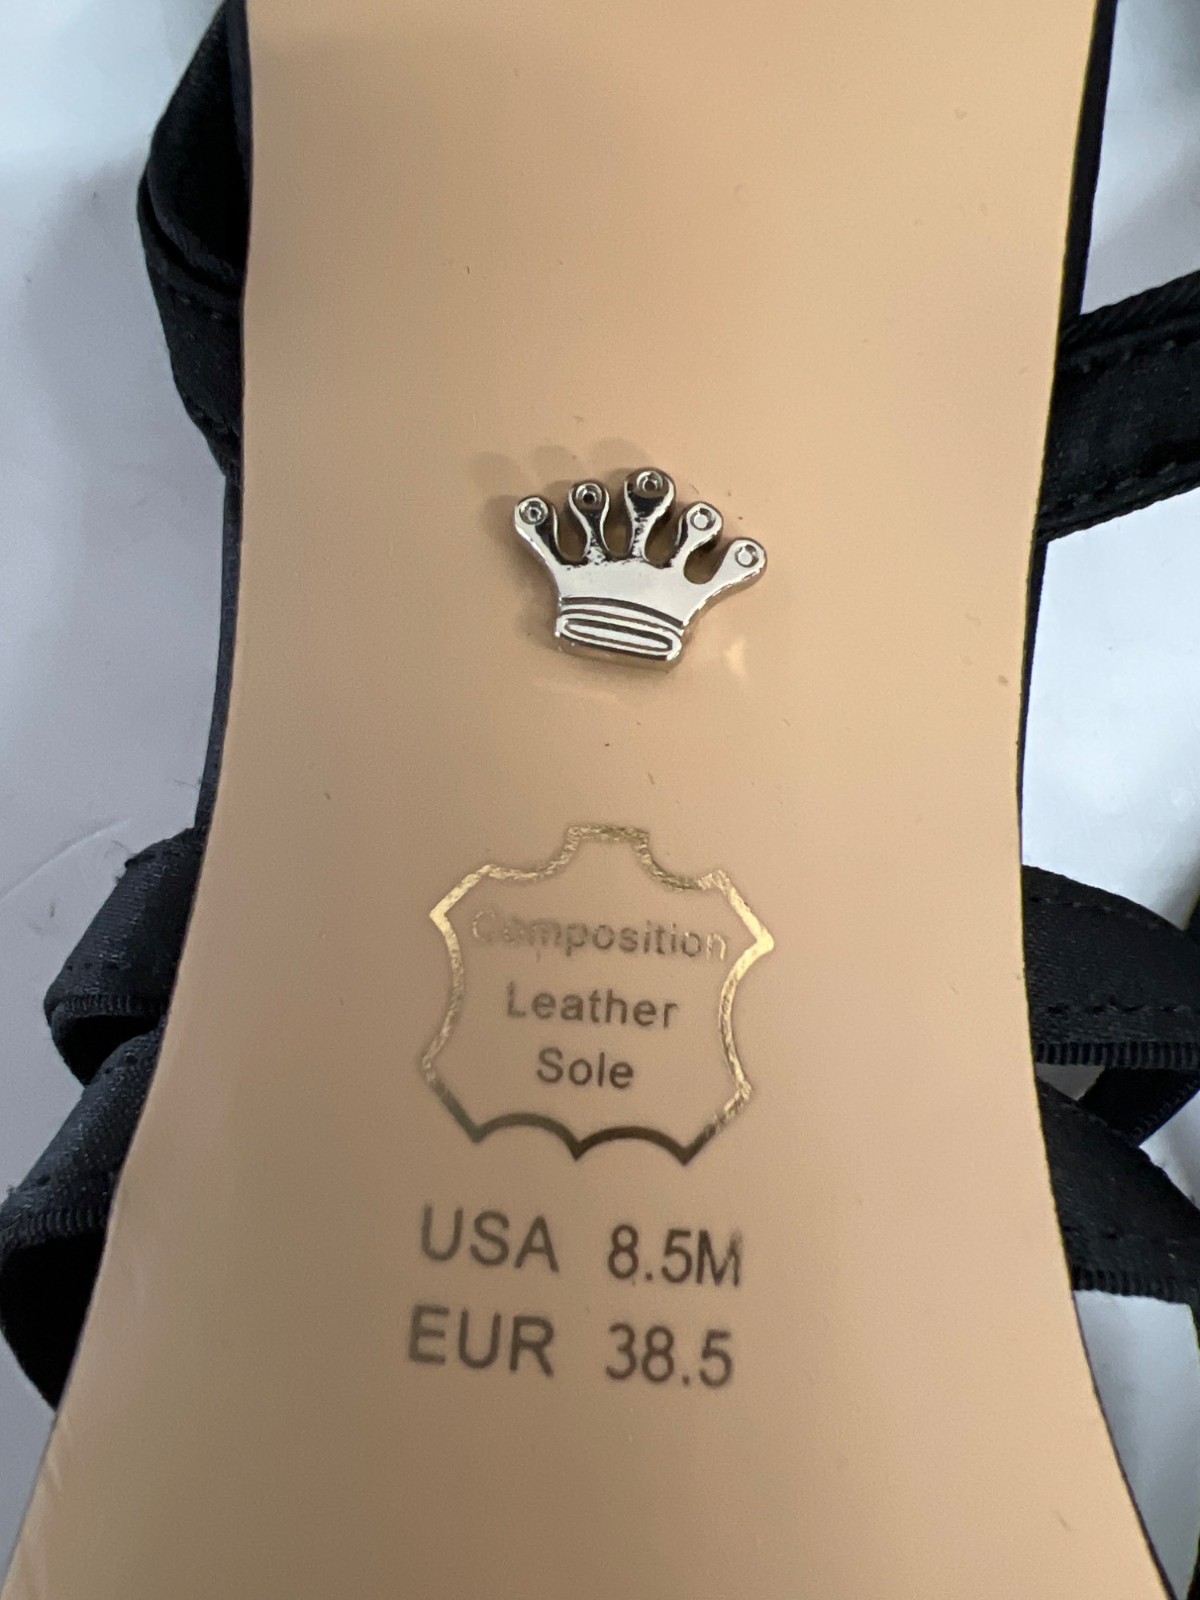 Composition
Leather
Sole
USA 8.5M
EUR 38.5